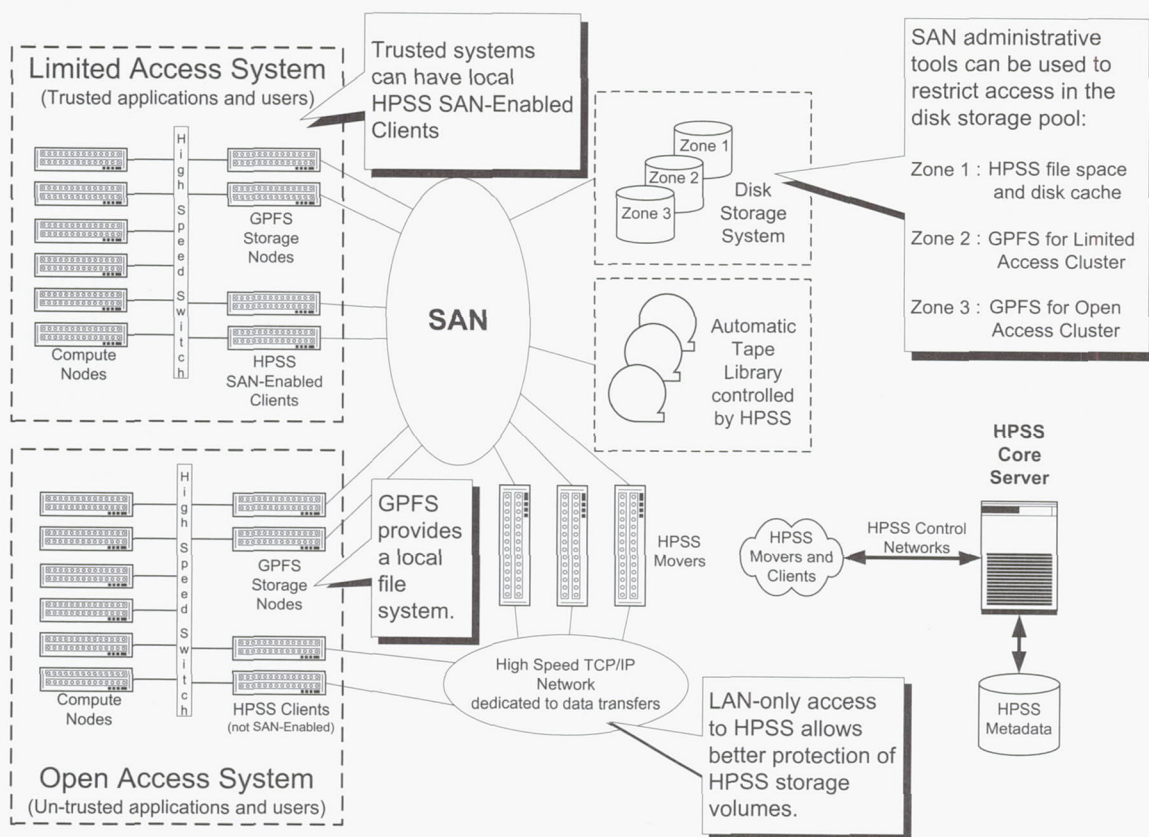 Limited Access System
(Trusted applications and users)
High Speed Switch
GPFS
Storage
Nodes
Compute
Nodes
HPSS
SAN-Enabled
Clients
Trusted systems
can have local
HPSS SAN-Enabled
Clients
SAN
Zone 1
Zone 2
Zone 3
Disk
Storage
System
Automatic
Tape
Library
controlled
by HPSS
SAN administrative
tools can be used to
restrict access in the
disk storage pool:
Zone 1 : HPSS file space
and disk cache
Zone 2 : GPFS for Limited
Access Cluster
Zone 3 : GPFS for Open
Access Cluster
High Speed Switch
GPFS
Storage
Nodes
Compute
Nodes
HPSS Clients
(not SAN-Enabled)
Open Access System
(Un-trusted applications and users)
GPFS
provides
a local
file
system.
HPSS
Movers
High Speed TCP/IP
Network
dedicated to data transfers
LAN-only access
to HPSS allows
better protection of
HPSS storage
volumes.
HPSS
Movers and
Clients
HPSS Control
Networks
HPSS
Core
Server
HPSS
Metadata